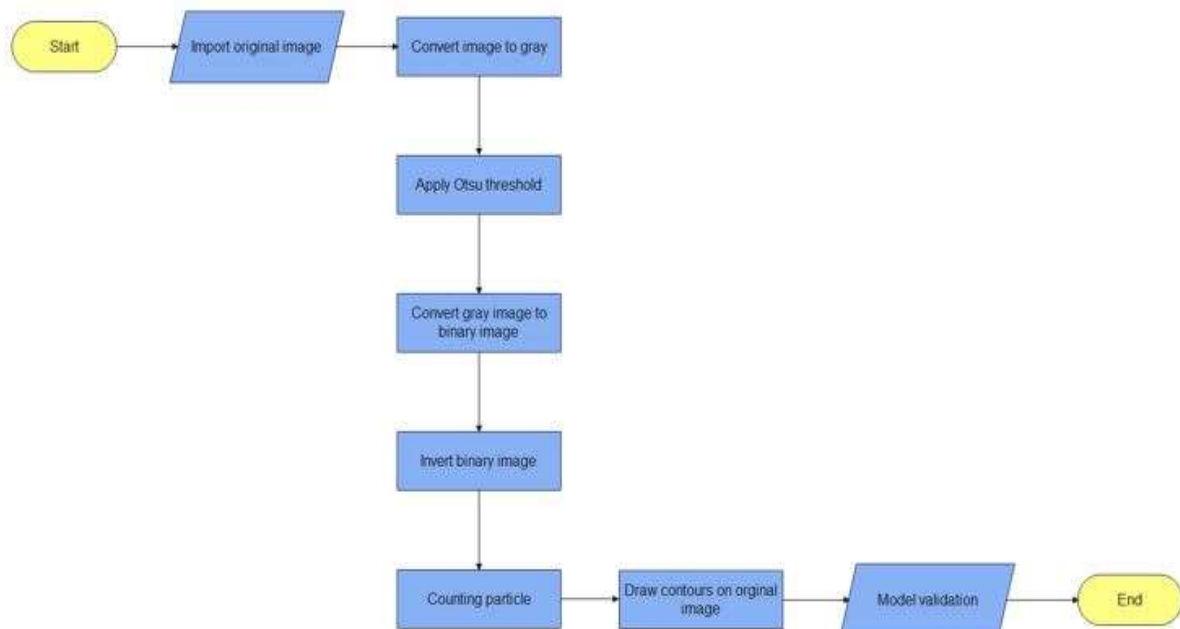 Start
Import original image
Convert image to gray
Apply Otsu threshold
Convert gray image to
binary image
Invert binary image
Counting particle
Draw contours on orginal
image
Model validation
End